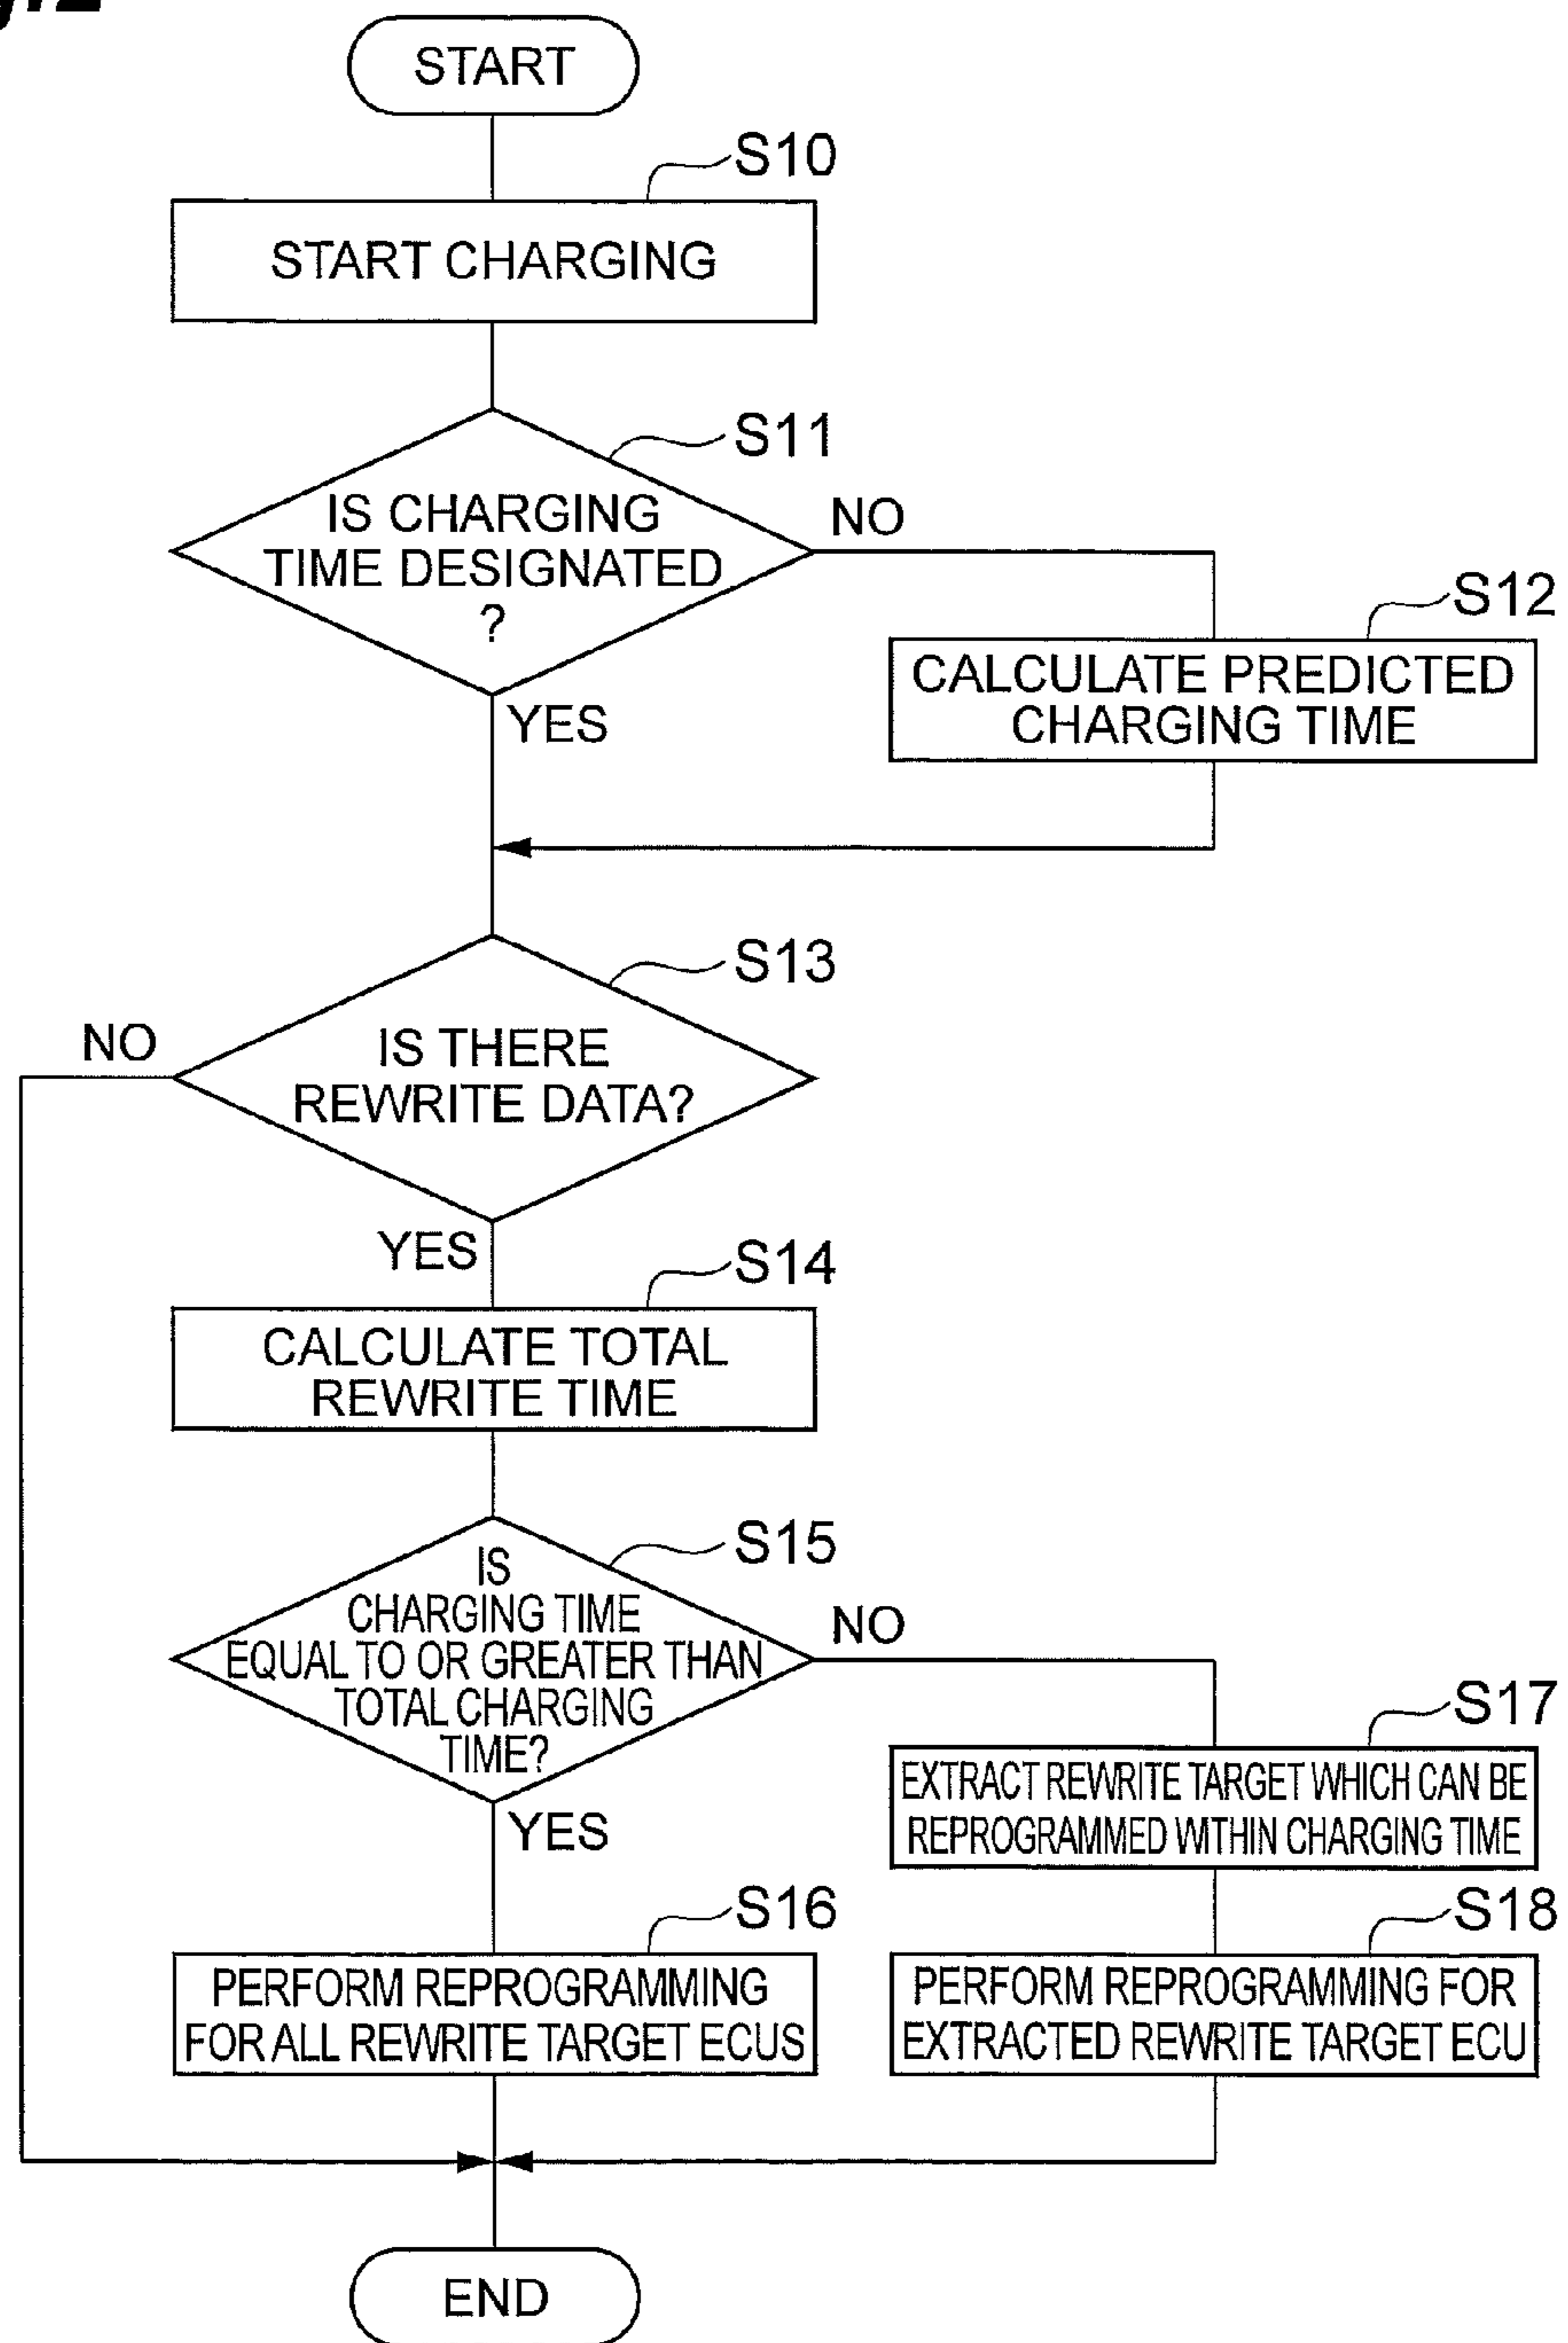 START
S10
START CHARGING
S11
IS CHARGING
TIME DESIGNATED
?
NO
S12
CALCULATE PREDICTED
CHARGING TIME
YES
S13
NO
IS THERE
REWRITE DATA?
YES
S14
CALCULATE TOTAL
REWRITE TIME
S15
IS
CHARGING TIME
EQUAL TO OR GREATER THAN
TOTAL CHARGING
TIME?
NO
S17
EXTRACT REWRITE TARGET WHICH CAN BE
REPROGRAMMED WITHIN CHARGING TIME
YES
S16
PERFORM REPROGRAMMING
FOR ALL REWRITE TARGET ECUS
S18
PERFORM REPROGRAMMING FOR
EXTRACTED REWRITE TARGET ECU
END